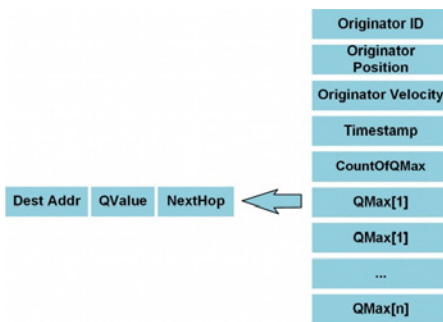 Originator ID
Originator
Position
Originator Velocity
Timestamp
CountOfQMax
Dest Addr QValue NextHop QMax[1]
QMax[1]
...
QMax[n]